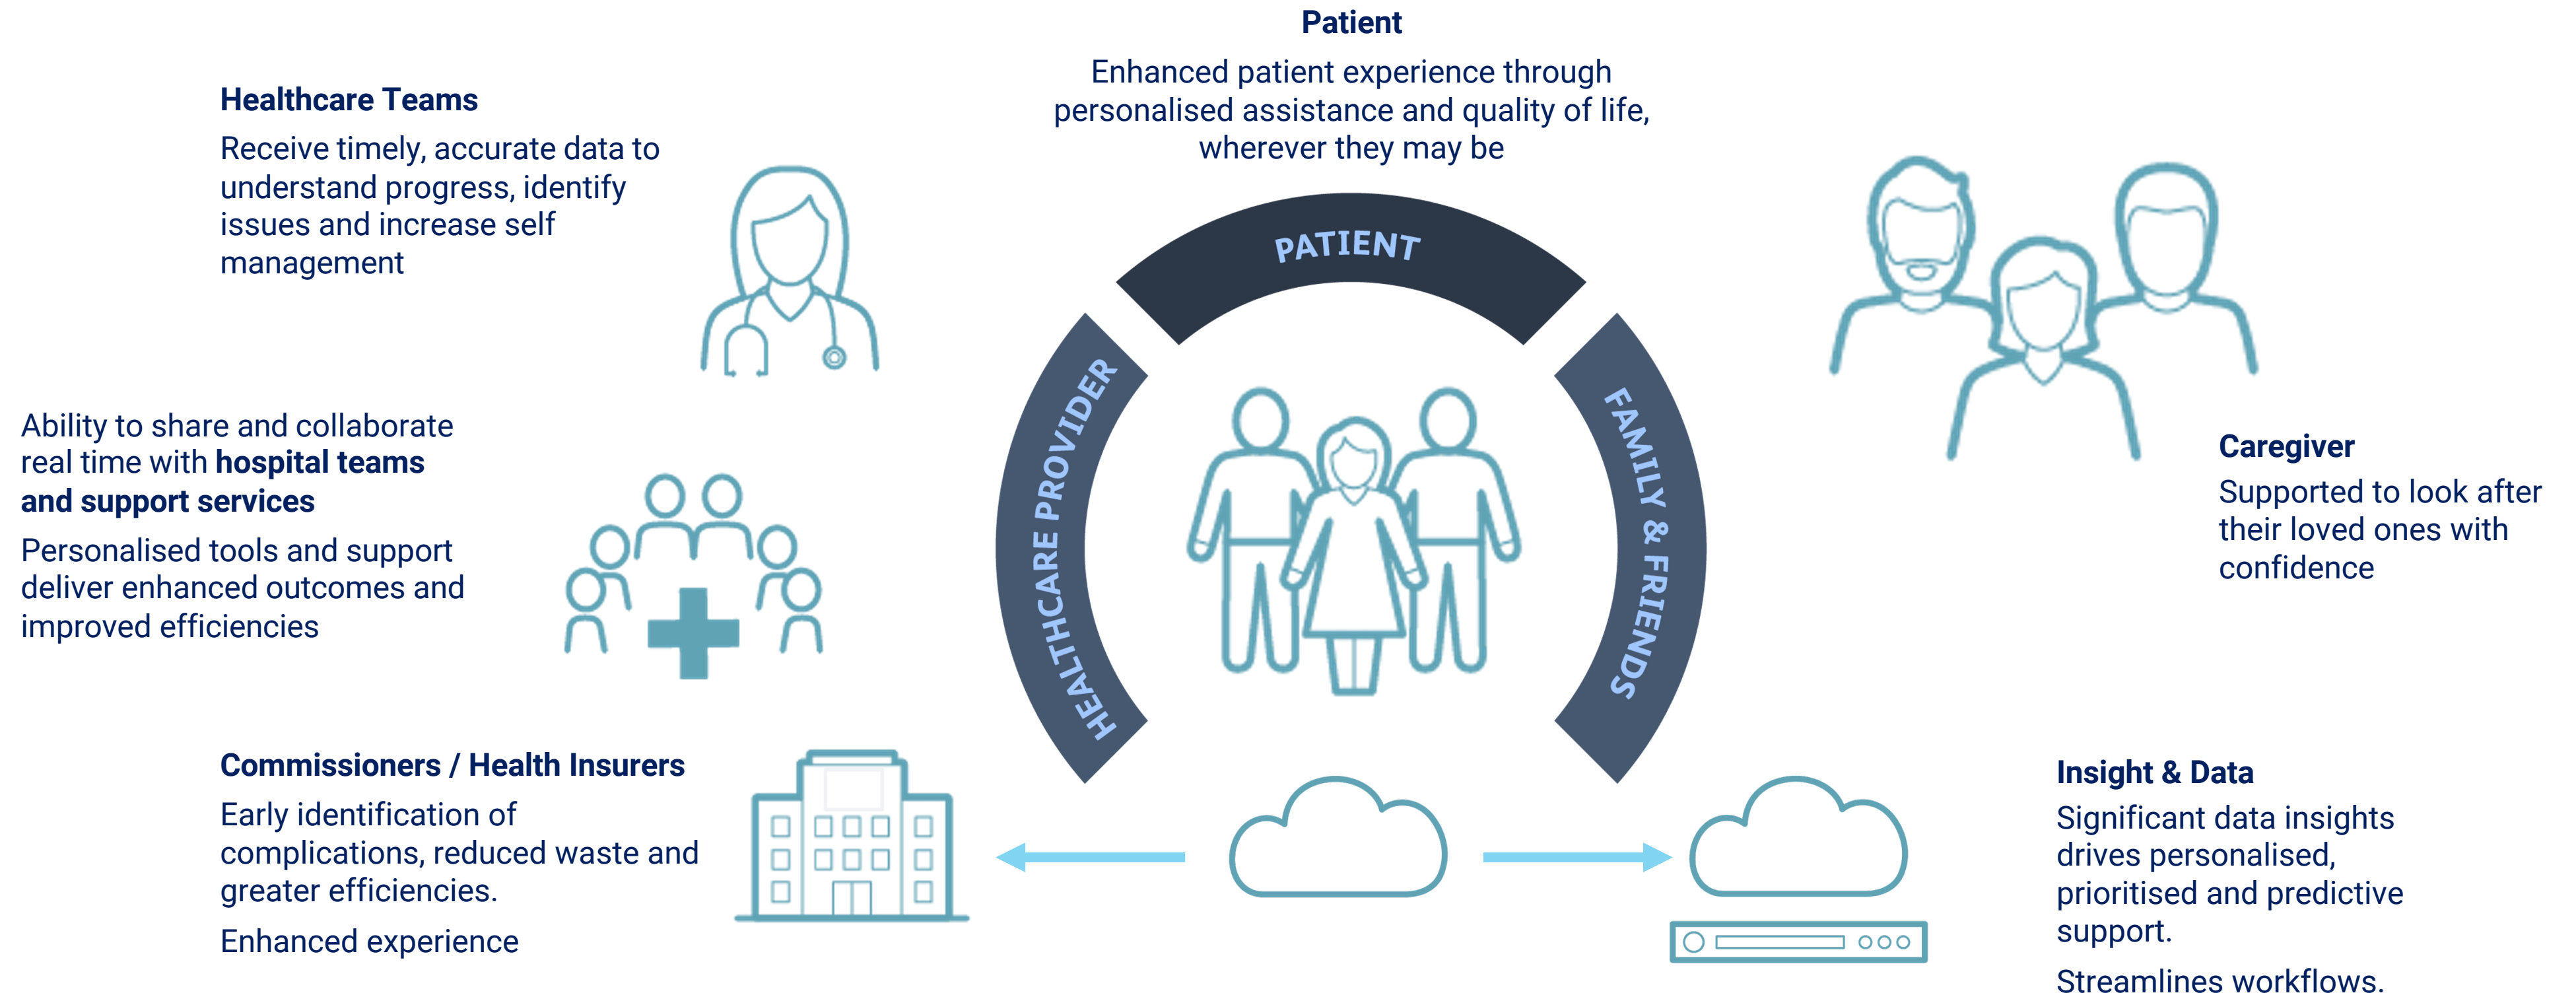 Patient
Enhanced patient experience through
personalised assistance and quality of life,
wherever they may be
Healthcare Teams
Receive timely, accurate data to
understand progress, identify
issues and increase self
management
PATIENT
HEALTHCARE PROVIDER
FAMILY & FRIENDS
Ability to share and collaborate
real time with hospital teams
and support services
Personalised tools and support
deliver enhanced outcomes and
improved efficiencies
Caregiver
Supported to look after
their loved ones with
confidence
Commissioners / Health Insurers
Early identification of
complications, reduced waste and
greater efficiencies.
Enhanced experience
Insight & Data
Significant data insights
drives personalised,
prioritised and predictive
support.
Streamlines workflows.